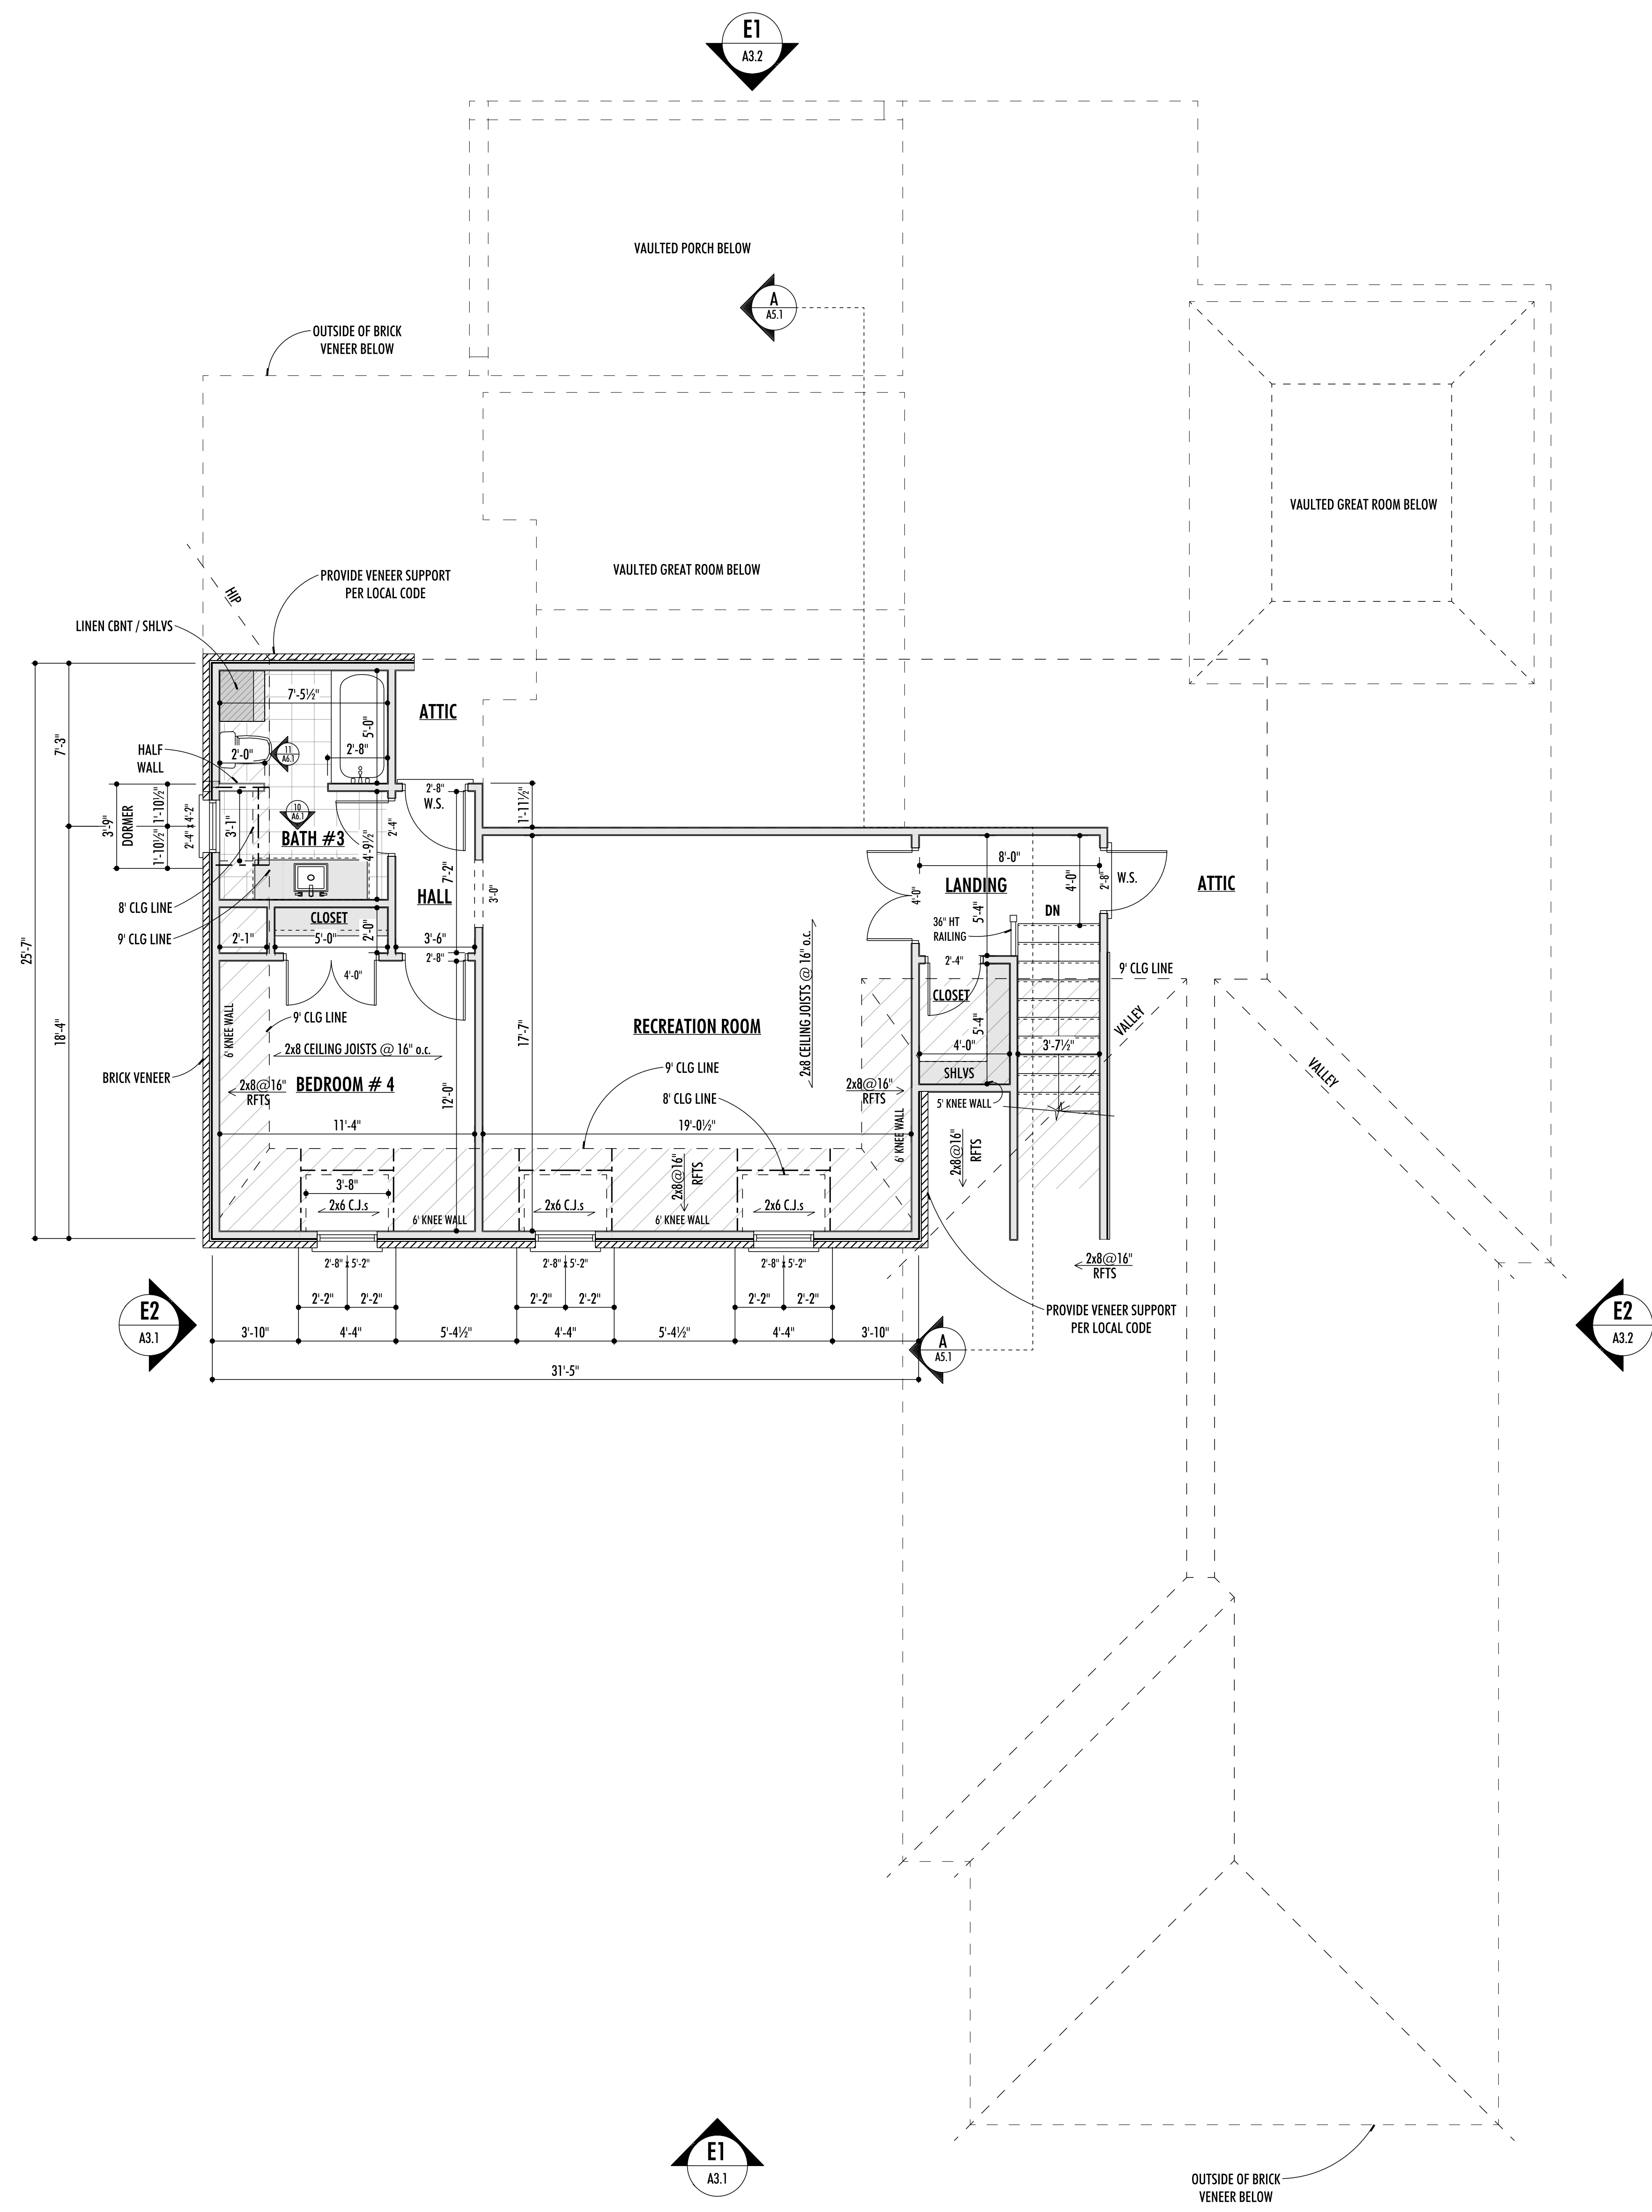 E1
A3.2
VAULTED PORCH BELOW
A
A5.1
OUTSIDE OF BRICK
VENEER BELOW
VAULTED GREAT ROOM BELOW
VAULTED GREAT ROOM BELOW
PROVIDE VENEER SUPPORT
PER LOCAL CODE
HIP
LINEN CBNT / SHLVS
7'-5½"
ATTIC
5'-0"
7'-3"
HALF
WALL
2'-0"
11
A6.1
2'-8"
2'-8"
W.S.
1'-11½"
3'-9"
DORMER
1'-10½"
1'-10½"
2'-4" x 4'-2"
3'-1"
10
A6.1
BATH #3
2'-4"
4'-9½"
7'-2"
HALL
3'-0"
8'-0"
LANDING
4'-0"
4'-0"
2'-8"
W.S.
ATTIC
8' CLG LINE
9' CLG LINE
CLOSET
2'-1"
5'-0"
2'-0"
3'-6"
2'-8"
4'-0"
36" HT
RAILING
5'-4"
DN
2'-4"
9' CLG LINE
25'-7"
18'-4"
6' KNEE WALL
9' CLG LINE
2x8 CEILING JOISTS @ 16" o.c.
17'-7"
RECREATION ROOM
2x8 CEILING JOISTS @ 16" o.c.
CLOSET
5'-4"
4'-0"
3'-7½"
VALLEY
VALLEY
BRICK VENEER
2x8@16"
RFTS
BEDROOM # 4
12'-0"
9' CLG LINE
8' CLG LINE
2x8@16"
RFTS
SHLVS
5' KNEE WALL
11'-4"
19'-0½"
6' KNEE WALL
2x8@16"
RFTS
2x8@16"
RFTS
3'-8"
2x6 C.J.s
6' KNEE WALL
2x6 C.J.s
6' KNEE WALL
2x6 C.J.s
2'-8" x 5'-2"
2'-8" x 5'-2"
2'-8" x 5'-2"
2x8@16"
RFTS
2'-2"
2'-2"
2'-2"
2'-2"
2'-2"
2'-2"
PROVIDE VENEER SUPPORT
PER LOCAL CODE
E2
A3.1
3'-10"
4'-4"
5'-4½"
4'-4"
5'-4½"
4'-4"
3'-10"
A
A5.1
E2
A3.2
31'-5"
E1
A3.1
OUTSIDE OF BRICK
VENEER BELOW